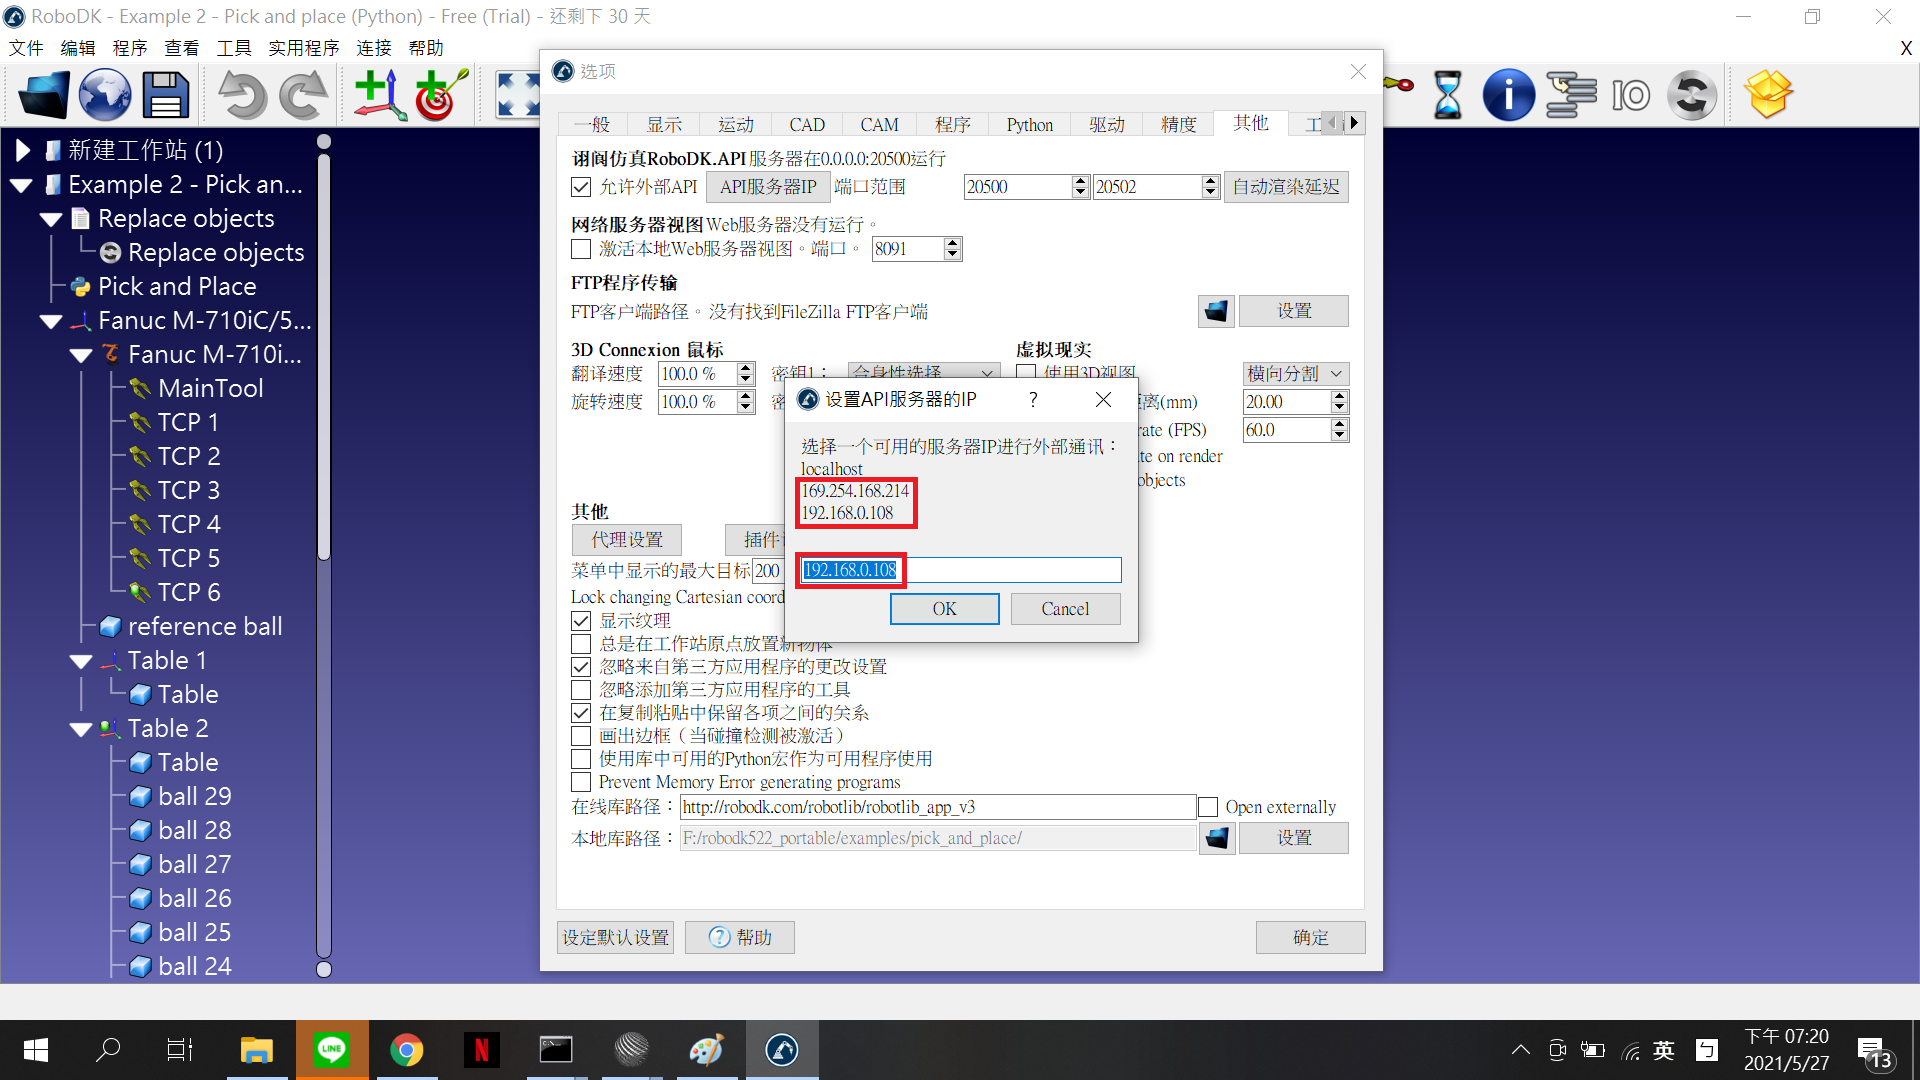 RoboDK - Example 2 - Pick and place (Python) - Free (Trial) - 还剩下 30 天
文件 编辑 程序 查看 工具 实用程序 连接 帮助
X
IO
新建工作站 (1)
Example 2 - Pick an...
Replace objects
Replace objects
Pick and Place
Fanuc M-710iC/5...
Fanuc M-710i...
MainTool
TCP 1
TCP 2
TCP 3
TCP 4
TCP 5
TCP 6
reference ball
Table 1
Table
Table 2
Table
ball 29
ball 28
ball 27
ball 26
ball 25
ball 24
选项
一般 显示 运动 CAD CAM 程序 Python 驱动 精度 其他
诩阎仿真RoboDK.API 服务器在0.0.0.0:20500运行
允许外部API API服务器IP 端口范围 20500 20502 自动渲染延迟
网络服务器视图 Web服务器没有运行。
激活本地Web服务器视图。端口。 8091
FTP程序传输
FTP客户端路径。 没有找到FileZilla FTP客户端 设置
3D Connexion 鼠标 虚拟现实
翻译速度 100.0 % 密钥1： 合身性选择 使用3D视图 横向分割
旋转速度 100.0 % 距离(mm) 20.00
rate (FPS) 60.0
te on render
objects
设置API服务器的IP ?
选择一个可用的服务器IP进行外部通讯：
localhost
169.254.168.214
192.168.0.108
192.168.0.108
OK Cancel
其他
代理设置 插件
菜单中显示的最大目标 200
Lock changing Cartesian coord
显示纹理
总是在工作站原点放置新物体
忽略来自第三方应用程序的更改设置
忽略添加第三方应用程序的工具
在复制粘贴中保留各项之间的关系
画出边框（当碰撞检测被激活）
使用库中可用的Python宏作为可用程序使用
Prevent Memory Error generating programs
在线库路径： http://robodk.com/robotlib/robotlib_app_v3 Open externally
本地库路径： F:/robodk522_portable/examples/pick_and_place/ 设置
设定默认设置 帮助 确定
LINE
N
英
ㄅ
下午 07:20
2021/5/27
13